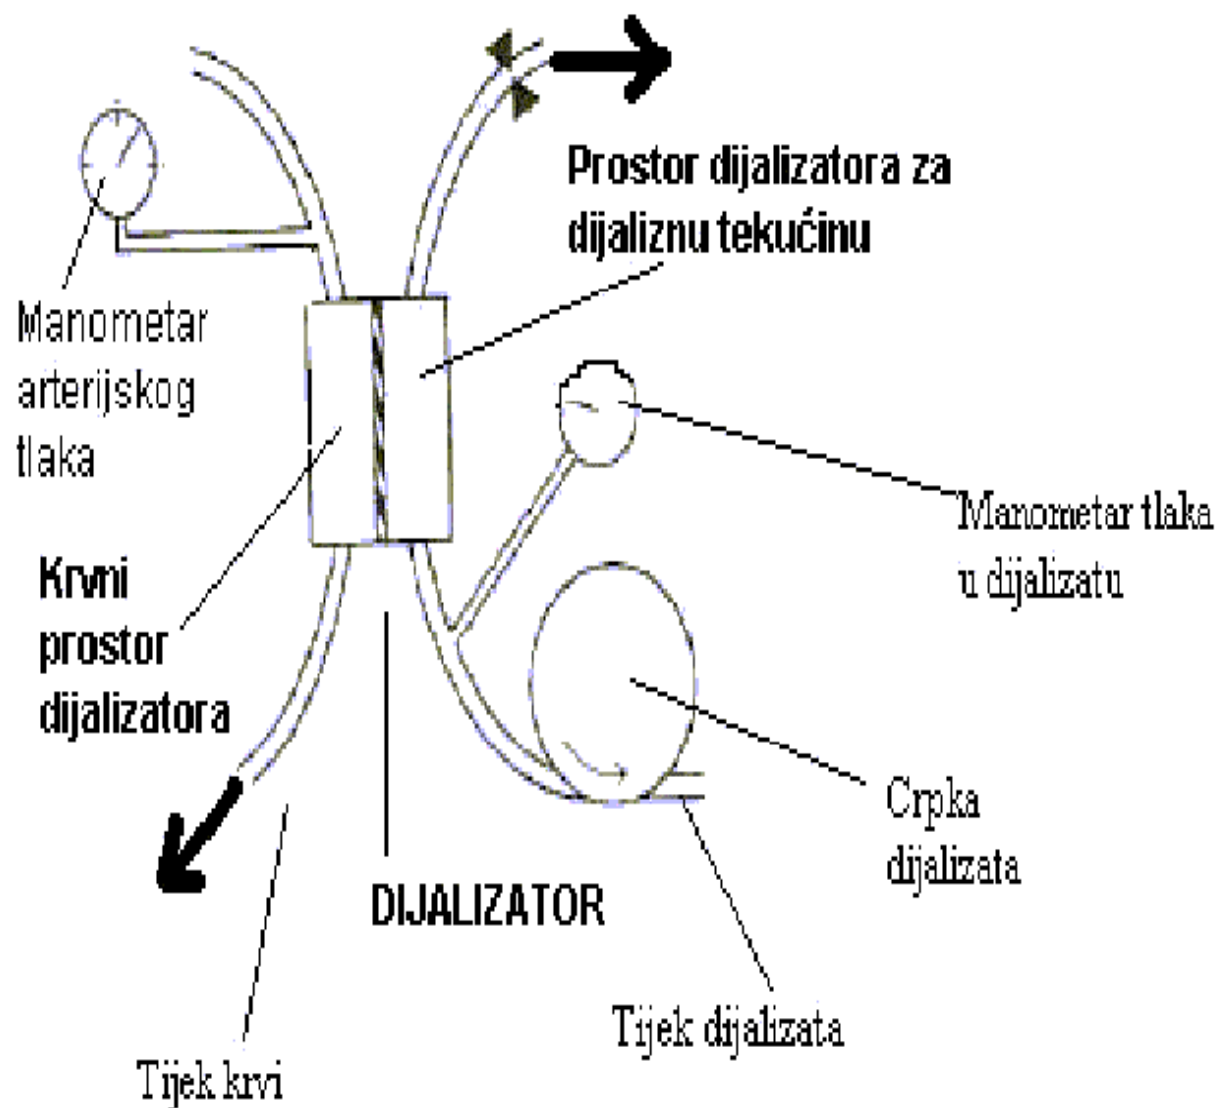 Prostor dijalizatora za
dijaliznu tekućinu
Manometar
arterijskog
tlaka
Manometar tlaka
u dijalizatu
Krvni
prostor
dijalizatora
Crpka
dijalizata
DIJALIZATOR
Tijek dijalizata
Tijek krvi